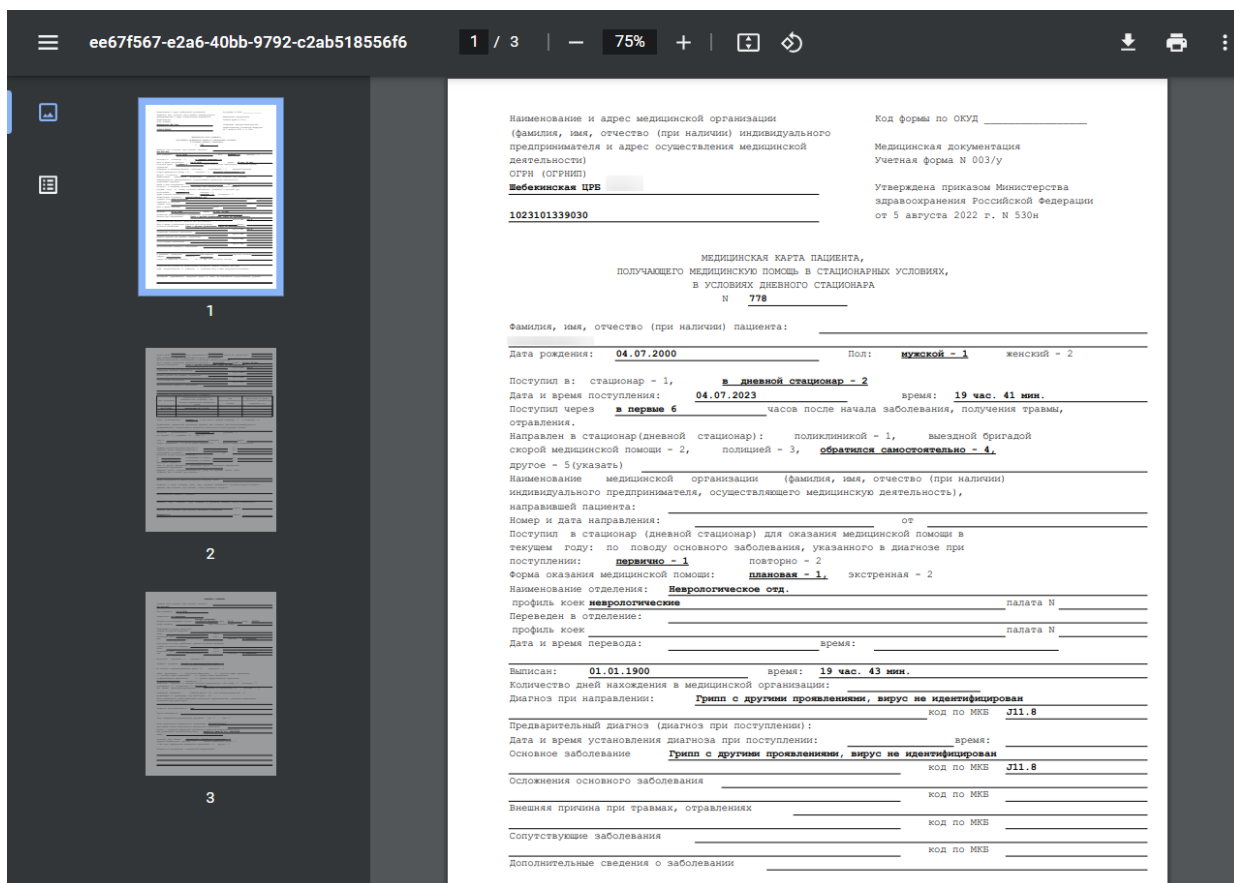 ee67f567-e2a6-40bb-9792-c2ab518556f6 1 / 3 | — 75% + |
1
2
3
Наименование и адрес медицинской организации Код формы по ОКУД
(фамилия, имя, отчество (при наличии) индивидуального
предпринимателя и адрес осуществления медицинской Медицинская документация
деятельности) Учетная форма N 003/у
ОГРН (ОГРНИП)
Шебекинская ЦРБ Утверждена приказом Министерства
здравоохранения Российской Федерации
1023101339030 от 5 августа 2022 г. N 530н
МЕДИЦИНСКАЯ КАРТА ПАЦИЕНТА,
ПОЛУЧАЮЩЕГО МЕДИЦИНСКУЮ ПОМОЩЬ В СТАЦИОНАРНЫХ УСЛОВИЯХ,
В УСЛОВИЯХ ДНЕВНОГО СТАЦИОНАРА
N 778
Фамилия, имя, отчество (при наличии) пациента:
Дата рождения: 04.07.2000 Пол: мужской - 1 женский - 2
Поступил в: стационар - 1, в дневной стационар - 2
Дата и время поступления: 04.07.2023 время: 19 час. 41 мин.
Поступил через в первые 6 часов после начала заболевания, получения травмы,
отравления.
Направлен в стационар(дневной стационар): поликлиникой - 1, выездной бригадой
скорой медицинской помощи - 2, полицией - 3, обратился самостоятельно - 4,
другое - 5(указать)
Наименование медицинской организации (фамилия, имя, отчество (при наличии)
индивидуального предпринимателя, осуществляющего медицинскую деятельность),
направившей пациента:
Номер и дата направления: от
Поступил в стационар (дневной стационар) для оказания медицинской помощи в
текущем году: по поводу основного заболевания, указанного в диагнозе при
поступлении: первично - 1 повторно - 2
Форма оказания медицинской помощи: плановая - 1, экстренная - 2
Наименование отделения: Неврологическое отд.
профиль коек неврологические палата N
Переведен в отделение:
профиль коек палата N
Дата и время перевода: время:
Выписан: 01.01.1900 время: 19 час. 43 мин.
Количество дней нахождения в медицинской организации:
Диагноз при направлении: Грипп с другими проявлениями, вирус не идентифицирован
код по МКБ J11.8
Предварительный диагноз (диагноз при поступлении):
Дата и время установления диагноза при поступлении: время:
Основное заболевание Грипп с другими проявлениями, вирус не идентифицирован
код по МКБ J11.8
Осложнения основного заболевания
код по МКБ
Внешняя причина при травмах, отравлениях
код по МКБ
Сопутствующие заболевания
код по МКБ
Дополнительные сведения о заболевании